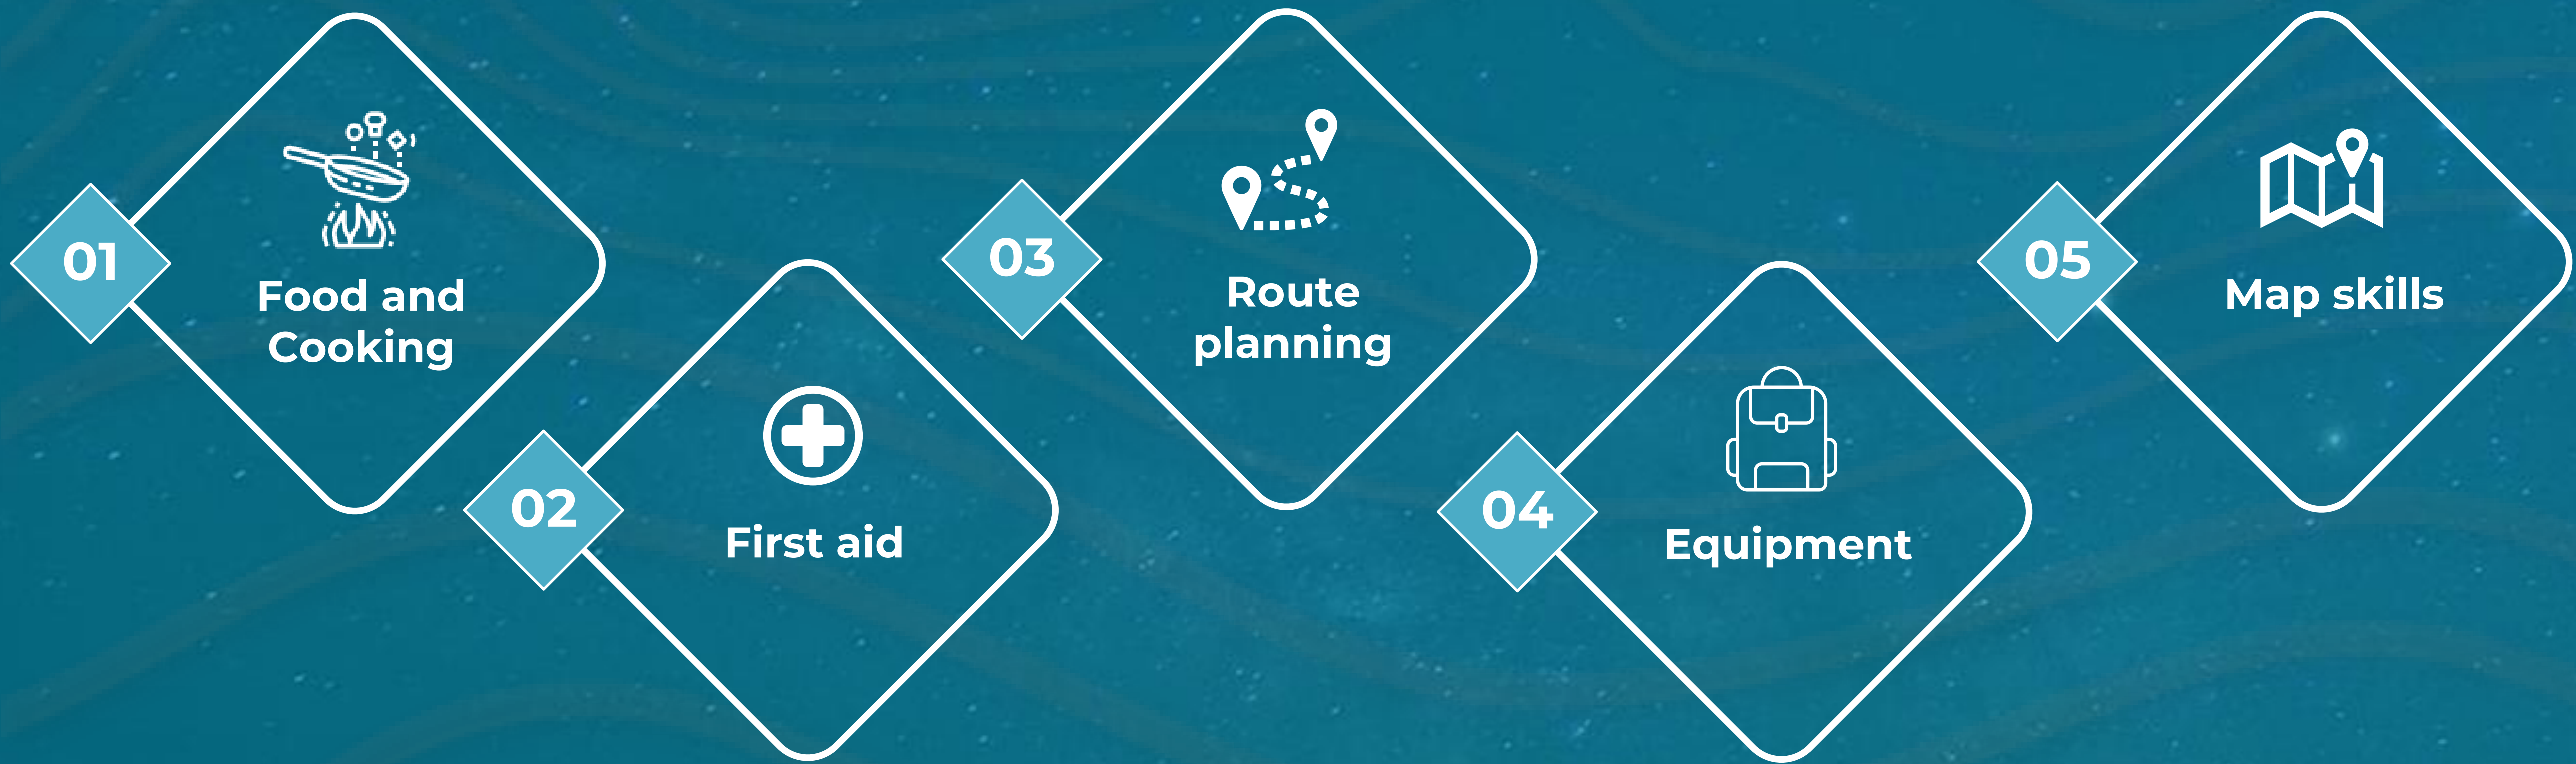 01
Food and
Cooking
02
First aid
03
Route
planning
04
Equipment
05
Map skills